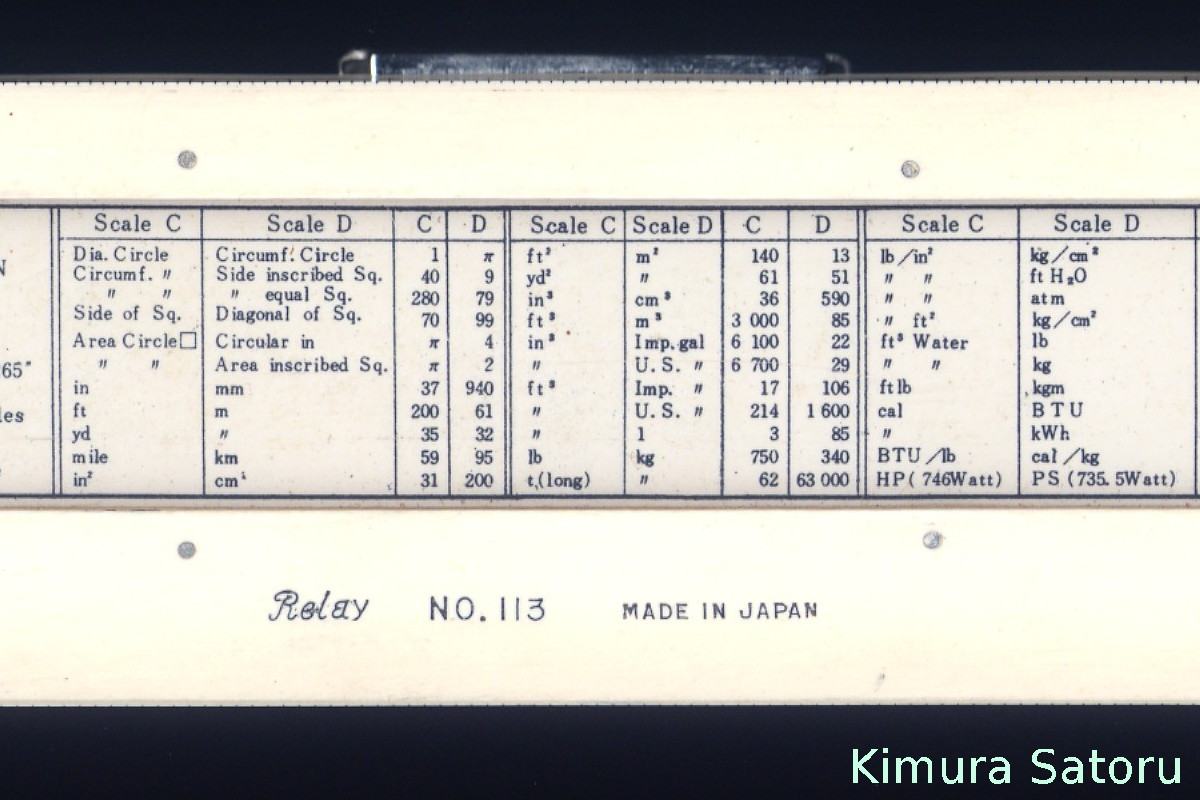 Scale C Scale D C D Scale C Scale D C D Scale C Scale D
Dia. Circle Circumf. Circle 1 π ft² m² 140 13 lb/in² kg/cm²
Circumf. 〃 Side inscribed Sq. 40 9 yd² 〃 61 51 〃 〃 ft H₂O
〃 〃 〃 equal Sq. 280 79 in³ cm³ 36 590 〃 〃 atm
Side of Sq. Diagonal of Sq. 70 99 ft³ m³ 3 000 85 〃 ft² kg/cm²
Area Circle□ Circular in π 4 in³ Imp.gal 6 100 22 ft³ Water lb
65″ 〃 〃 Area inscribed Sq. π 2 〃 U.S. 〃 6 700 29 〃 〃 kg
in mm 37 940 ft³ Imp. 〃 17 106 ft lb kgm
les ft m 200 61 〃 U.S. 〃 214 1 600 cal BTU
yd 〃 35 32 〃 l 3 85 〃 kWh
mile km 59 95 lb kg 750 340 BTU/lb cal/kg
in² cm² 31 200 t.(long) 〃 62 63 000 HP(746Watt) PS(735.5Watt)
Relay NO.113 MADE IN JAPAN
Kimura Satoru